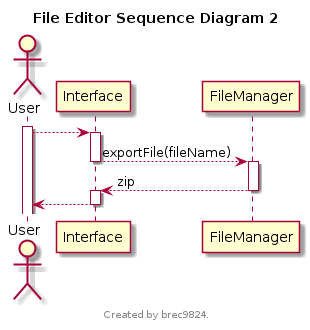 File Editor Sequence Diagram 2
User
Interface
FileManager
exportFile(fileName)
zip
User
Interface
FileManager
Created by brec9824.